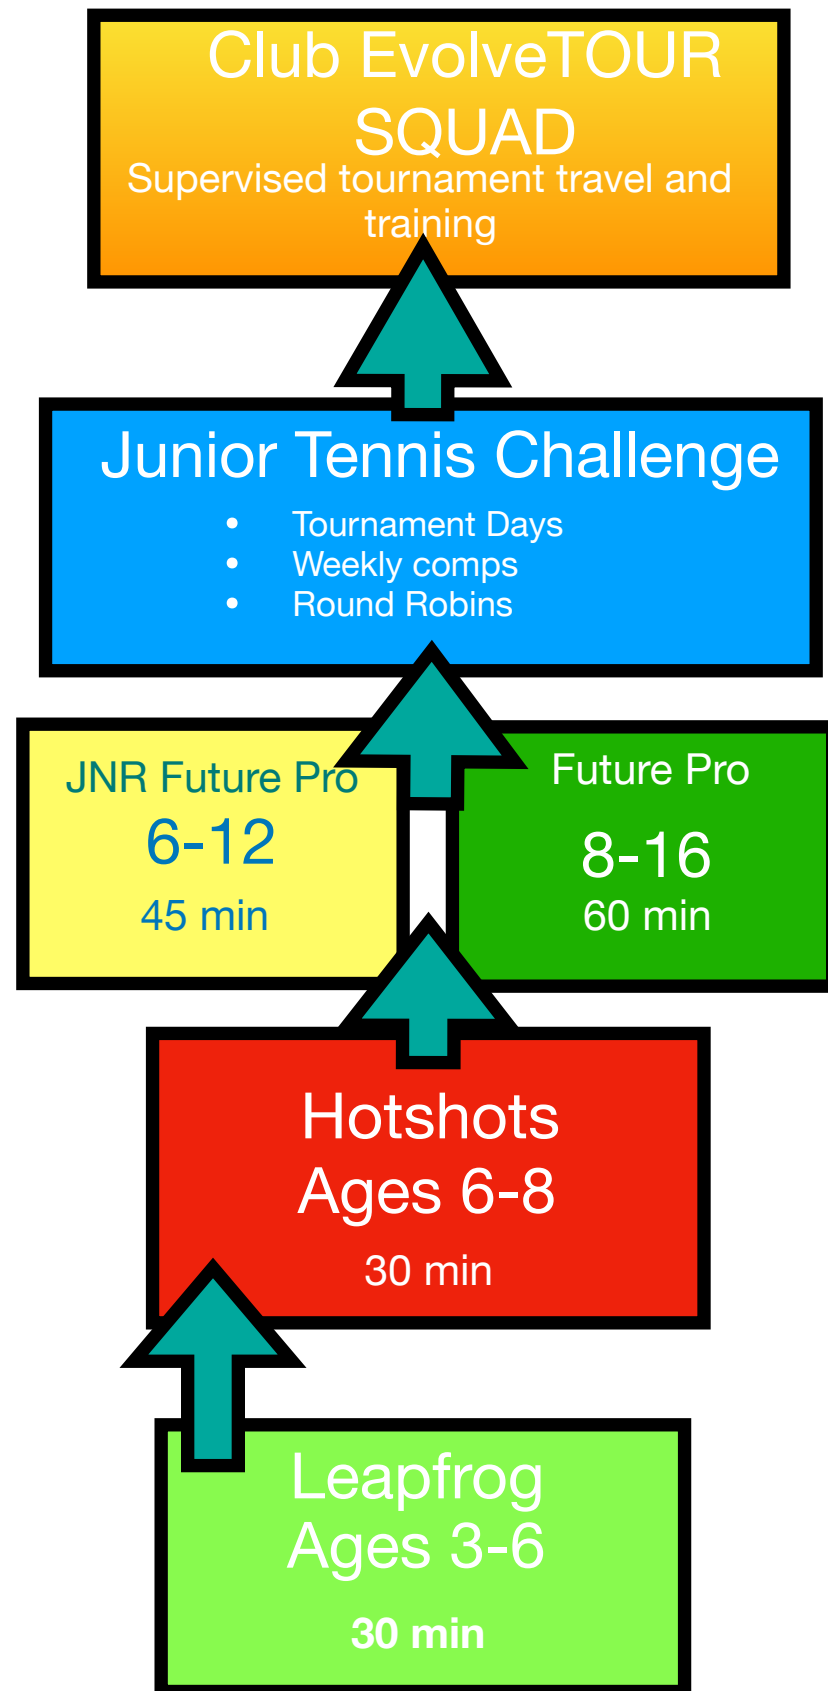 Club EvolveTOUR
SQUAD
Supervised tournament travel and
training
Junior Tennis Challenge
• Tournament Days
• Weekly comps
• Round Robins
JNR Future Pro
6-12
45 min
Future Pro
8-16
60 min
Hotshots
Ages 6-8
30 min
Leapfrog
Ages 3-6
30 min